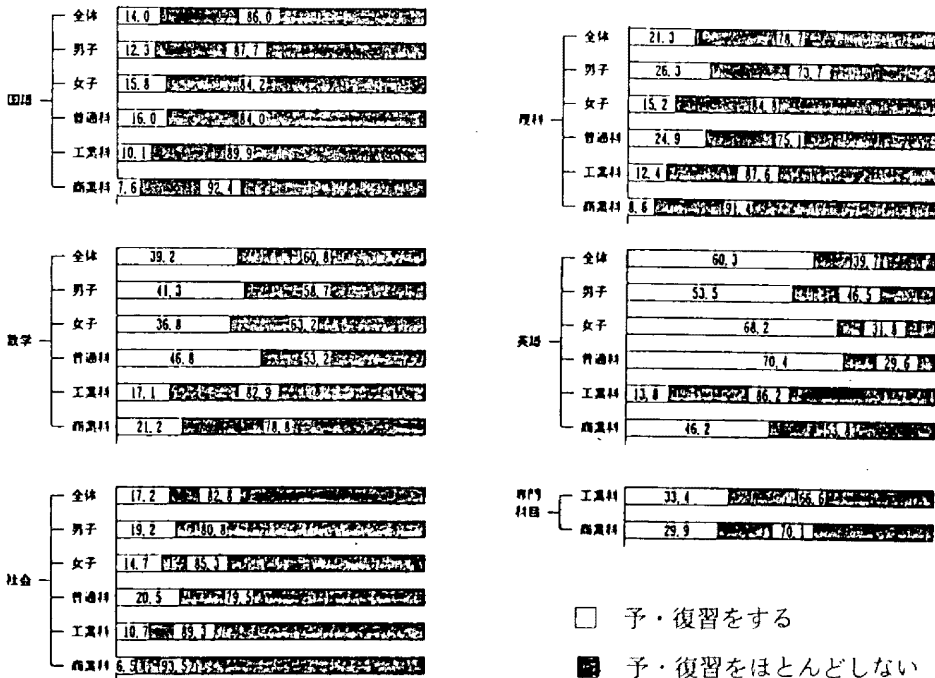 国語
全体 14.0 86.0
男子 12.3 87.7
女子 15.8 84.2
普通科 16.0 84.0
工業科 10.1 89.9
商業科 7.6 92.4
数学
全体 39.2 60.8
男子 41.3 58.7
女子 36.8 63.2
普通科 46.8 53.2
工業科 17.1 82.9
商業科 21.2 78.8
社会
全体 17.2 82.8
男子 19.2 80.8
女子 14.7 85.3
普通科 20.5 79.5
工業科 10.7 89.3
商業科 6.5 93.5
理科
全体 21.3 78.7
男子 26.3 73.7
女子 15.2 84.8
普通科 24.9 75.1
工業科 12.4 87.6
商業科 8.6 91.4
英語
全体 60.3 39.7
男子 53.5 46.5
女子 68.2 31.8
普通科 70.4 29.6
工業科 13.8 86.2
商業科 46.2 53.8
専門
科目
工業科 33.4 66.6
商業科 29.9 70.1
予・復習をする
予・復習をほとんどしない